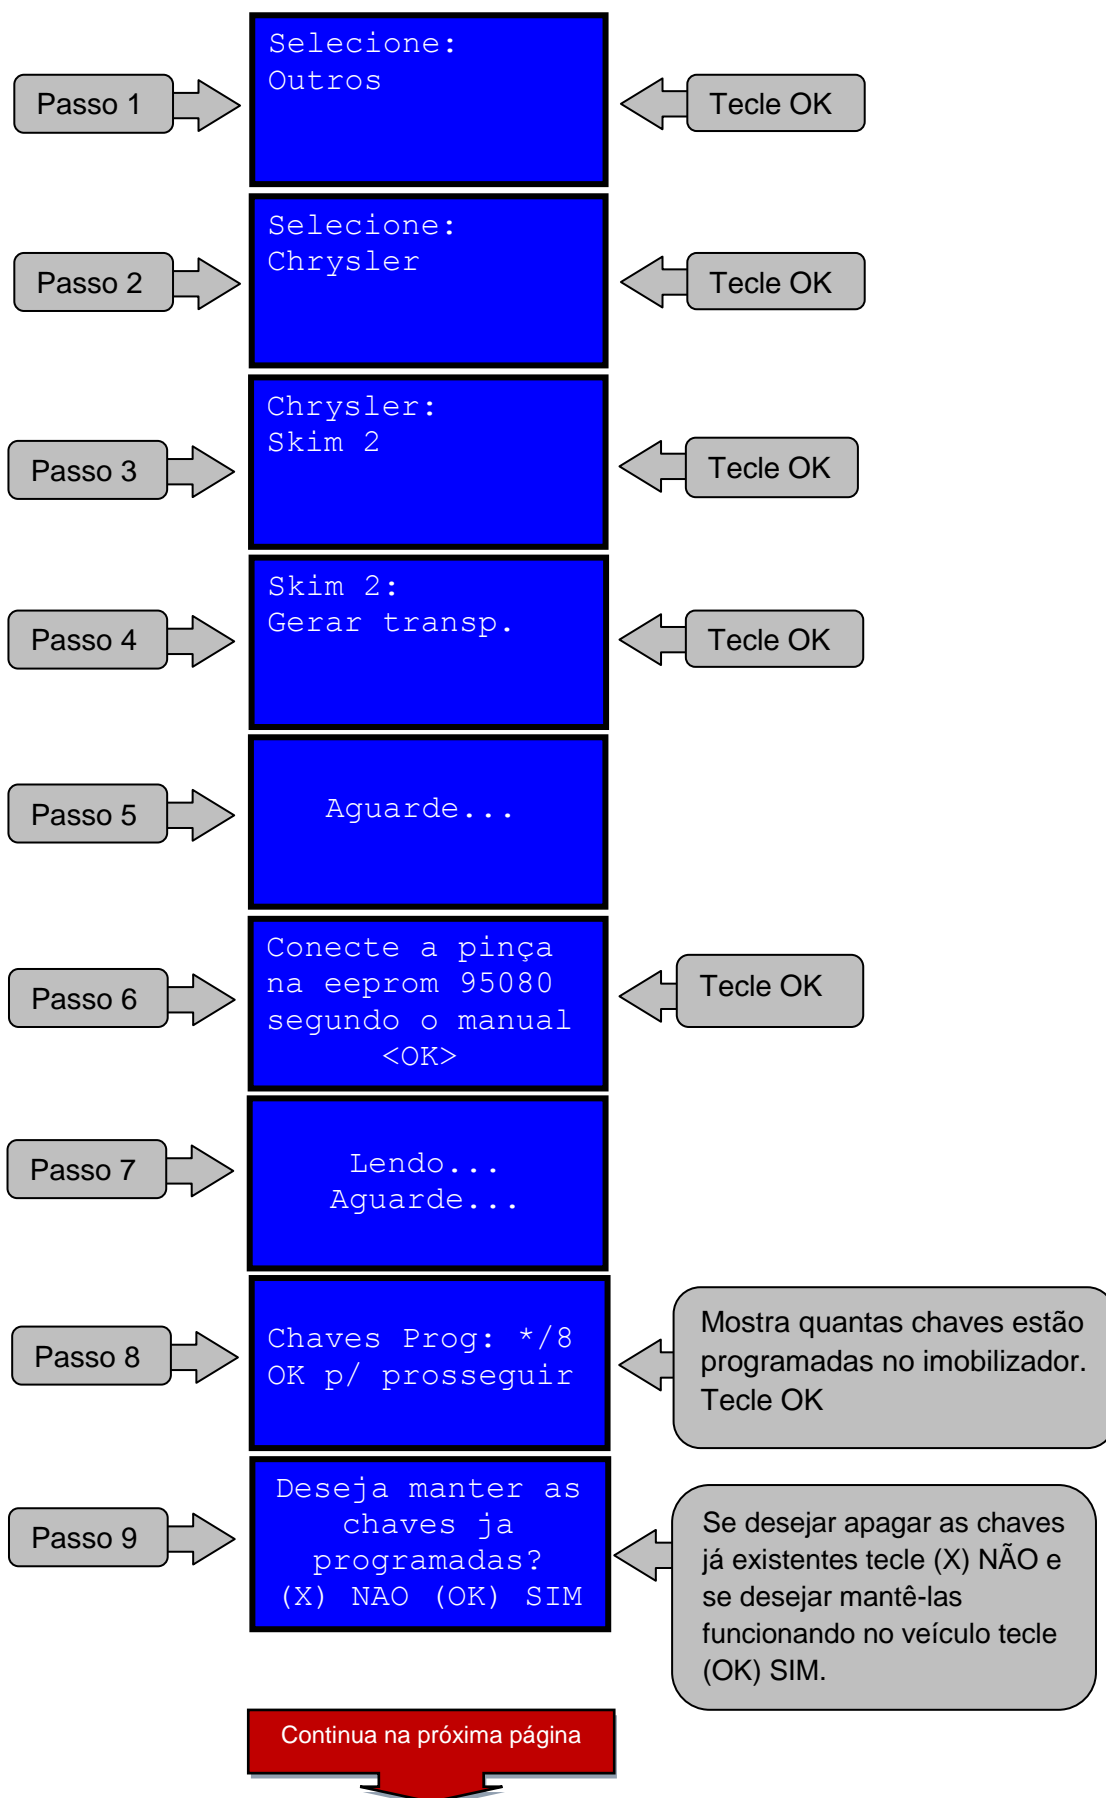 Selecione:
Outros
Passo 1
Tecle OK
Selecione:
Chrysler
Passo 2
Tecle OK
Chrysler:
Skim 2
Passo 3
Tecle OK
Skim 2:
Gerar transp.
Passo 4
Tecle OK
Aguarde...
Passo 5
Conecte a pinça
na eeprom 95080
segundo o manual
<OK>
Passo 6
Tecle OK
Lendo...
Aguarde...
Passo 7
Chaves Prog: */8
OK p/ prosseguir
Passo 8
Mostra quantas chaves estão
programadas no imobilizador.
Tecle OK
Deseja manter as
chaves ja
programadas?
(X) NAO (OK) SIM
Passo 9
Se desejar apagar as chaves
já existentes tecle (X) NÃO e
se desejar mantê-las
funcionando no veículo tecle
(OK) SIM.
Continua na próxima página